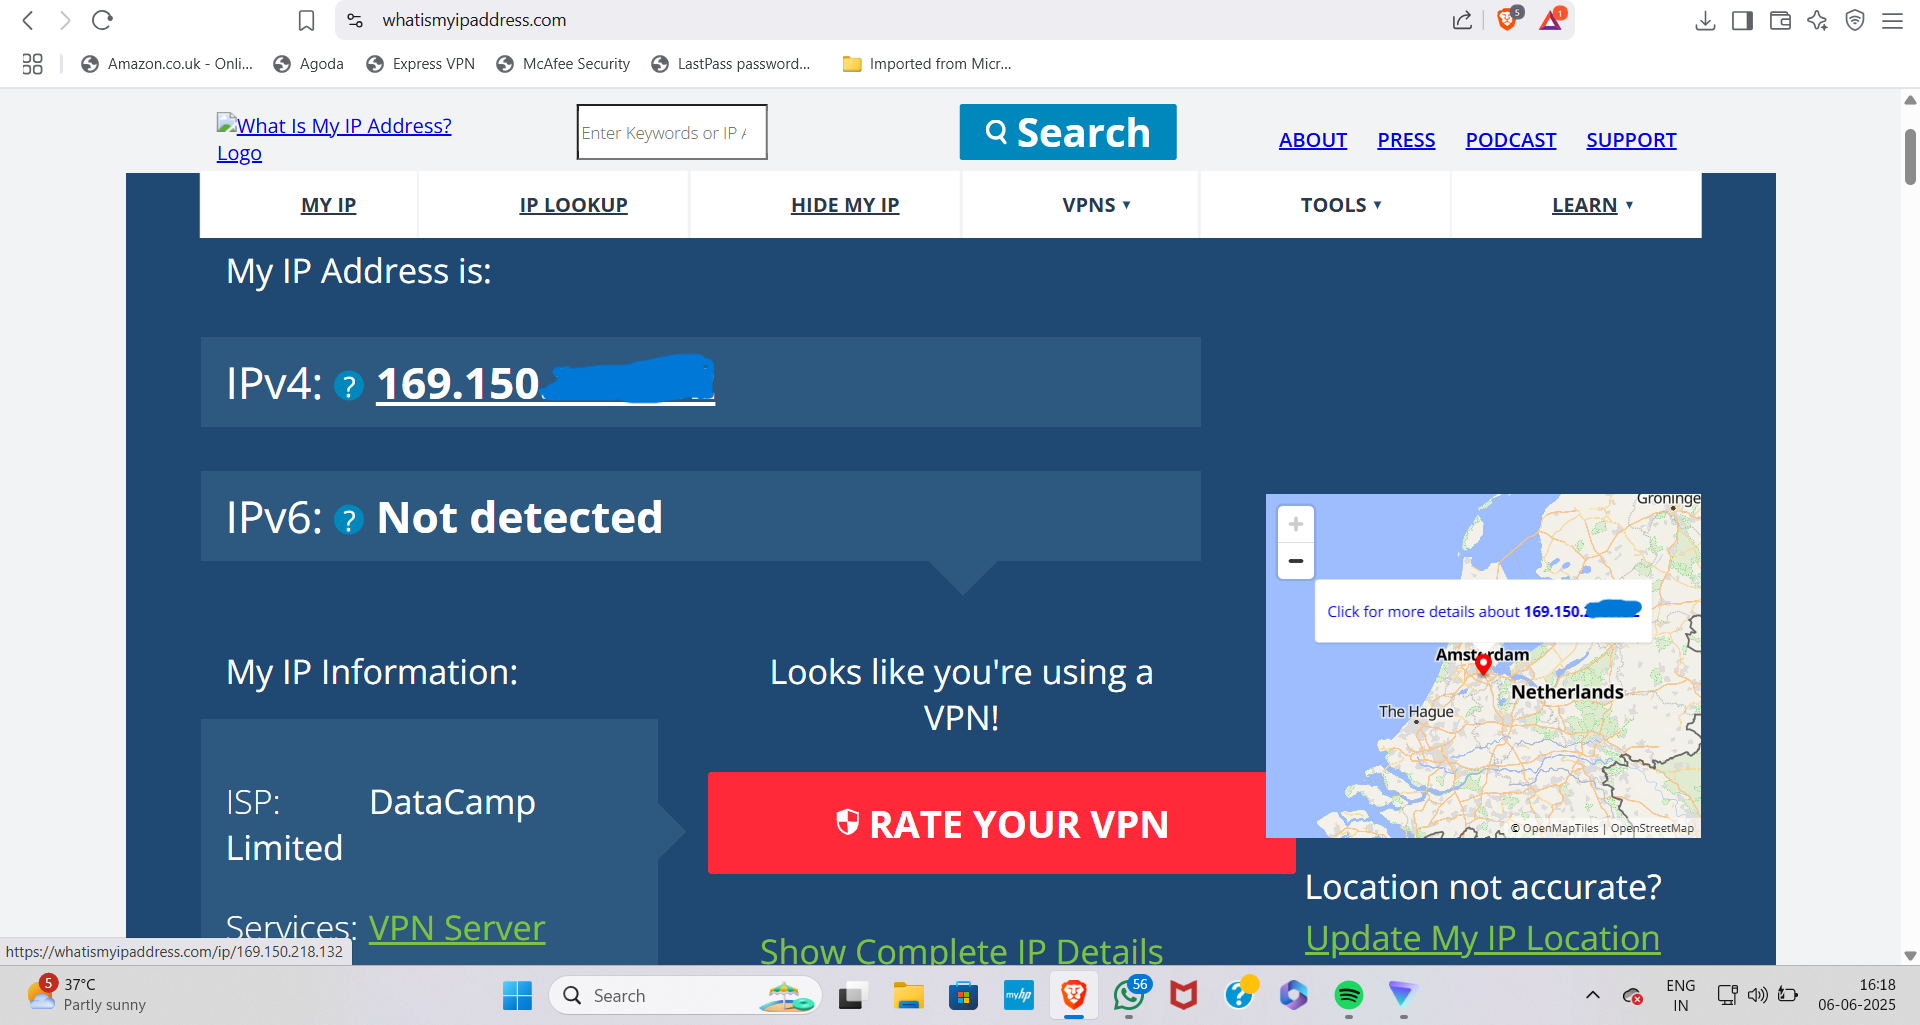 whatismyipaddress.com
5
1
Amazon.co.uk - Onli...
Agoda
Express VPN
McAfee Security
LastPass password...
Imported from Micr...
What Is My IP Address?
Logo
Enter Keywords or IP A
Search
ABOUT
PRESS
PODCAST
SUPPORT
MY IP
IP LOOKUP
HIDE MY IP
VPNS ▾
TOOLS ▾
LEARN ▾
My IP Address is:
IPv4: ? 169.150.
IPv6: ? Not detected
Groninge
Click for more details about 169.150.
Amsterdam
Netherlands
The Hague
© OpenMapTiles | OpenStreetMap
My IP Information:
Looks like you're using a
VPN!
ISP: DataCamp
Limited
RATE YOUR VPN
Location not accurate?
Update My IP Location
Services: VPN Server
Show Complete IP Details
https://whatismyipaddress.com/ip/169.150.218.132
5
37°C
Partly sunny
Search
myhp
56
ENG
IN
16:18
06-06-2025